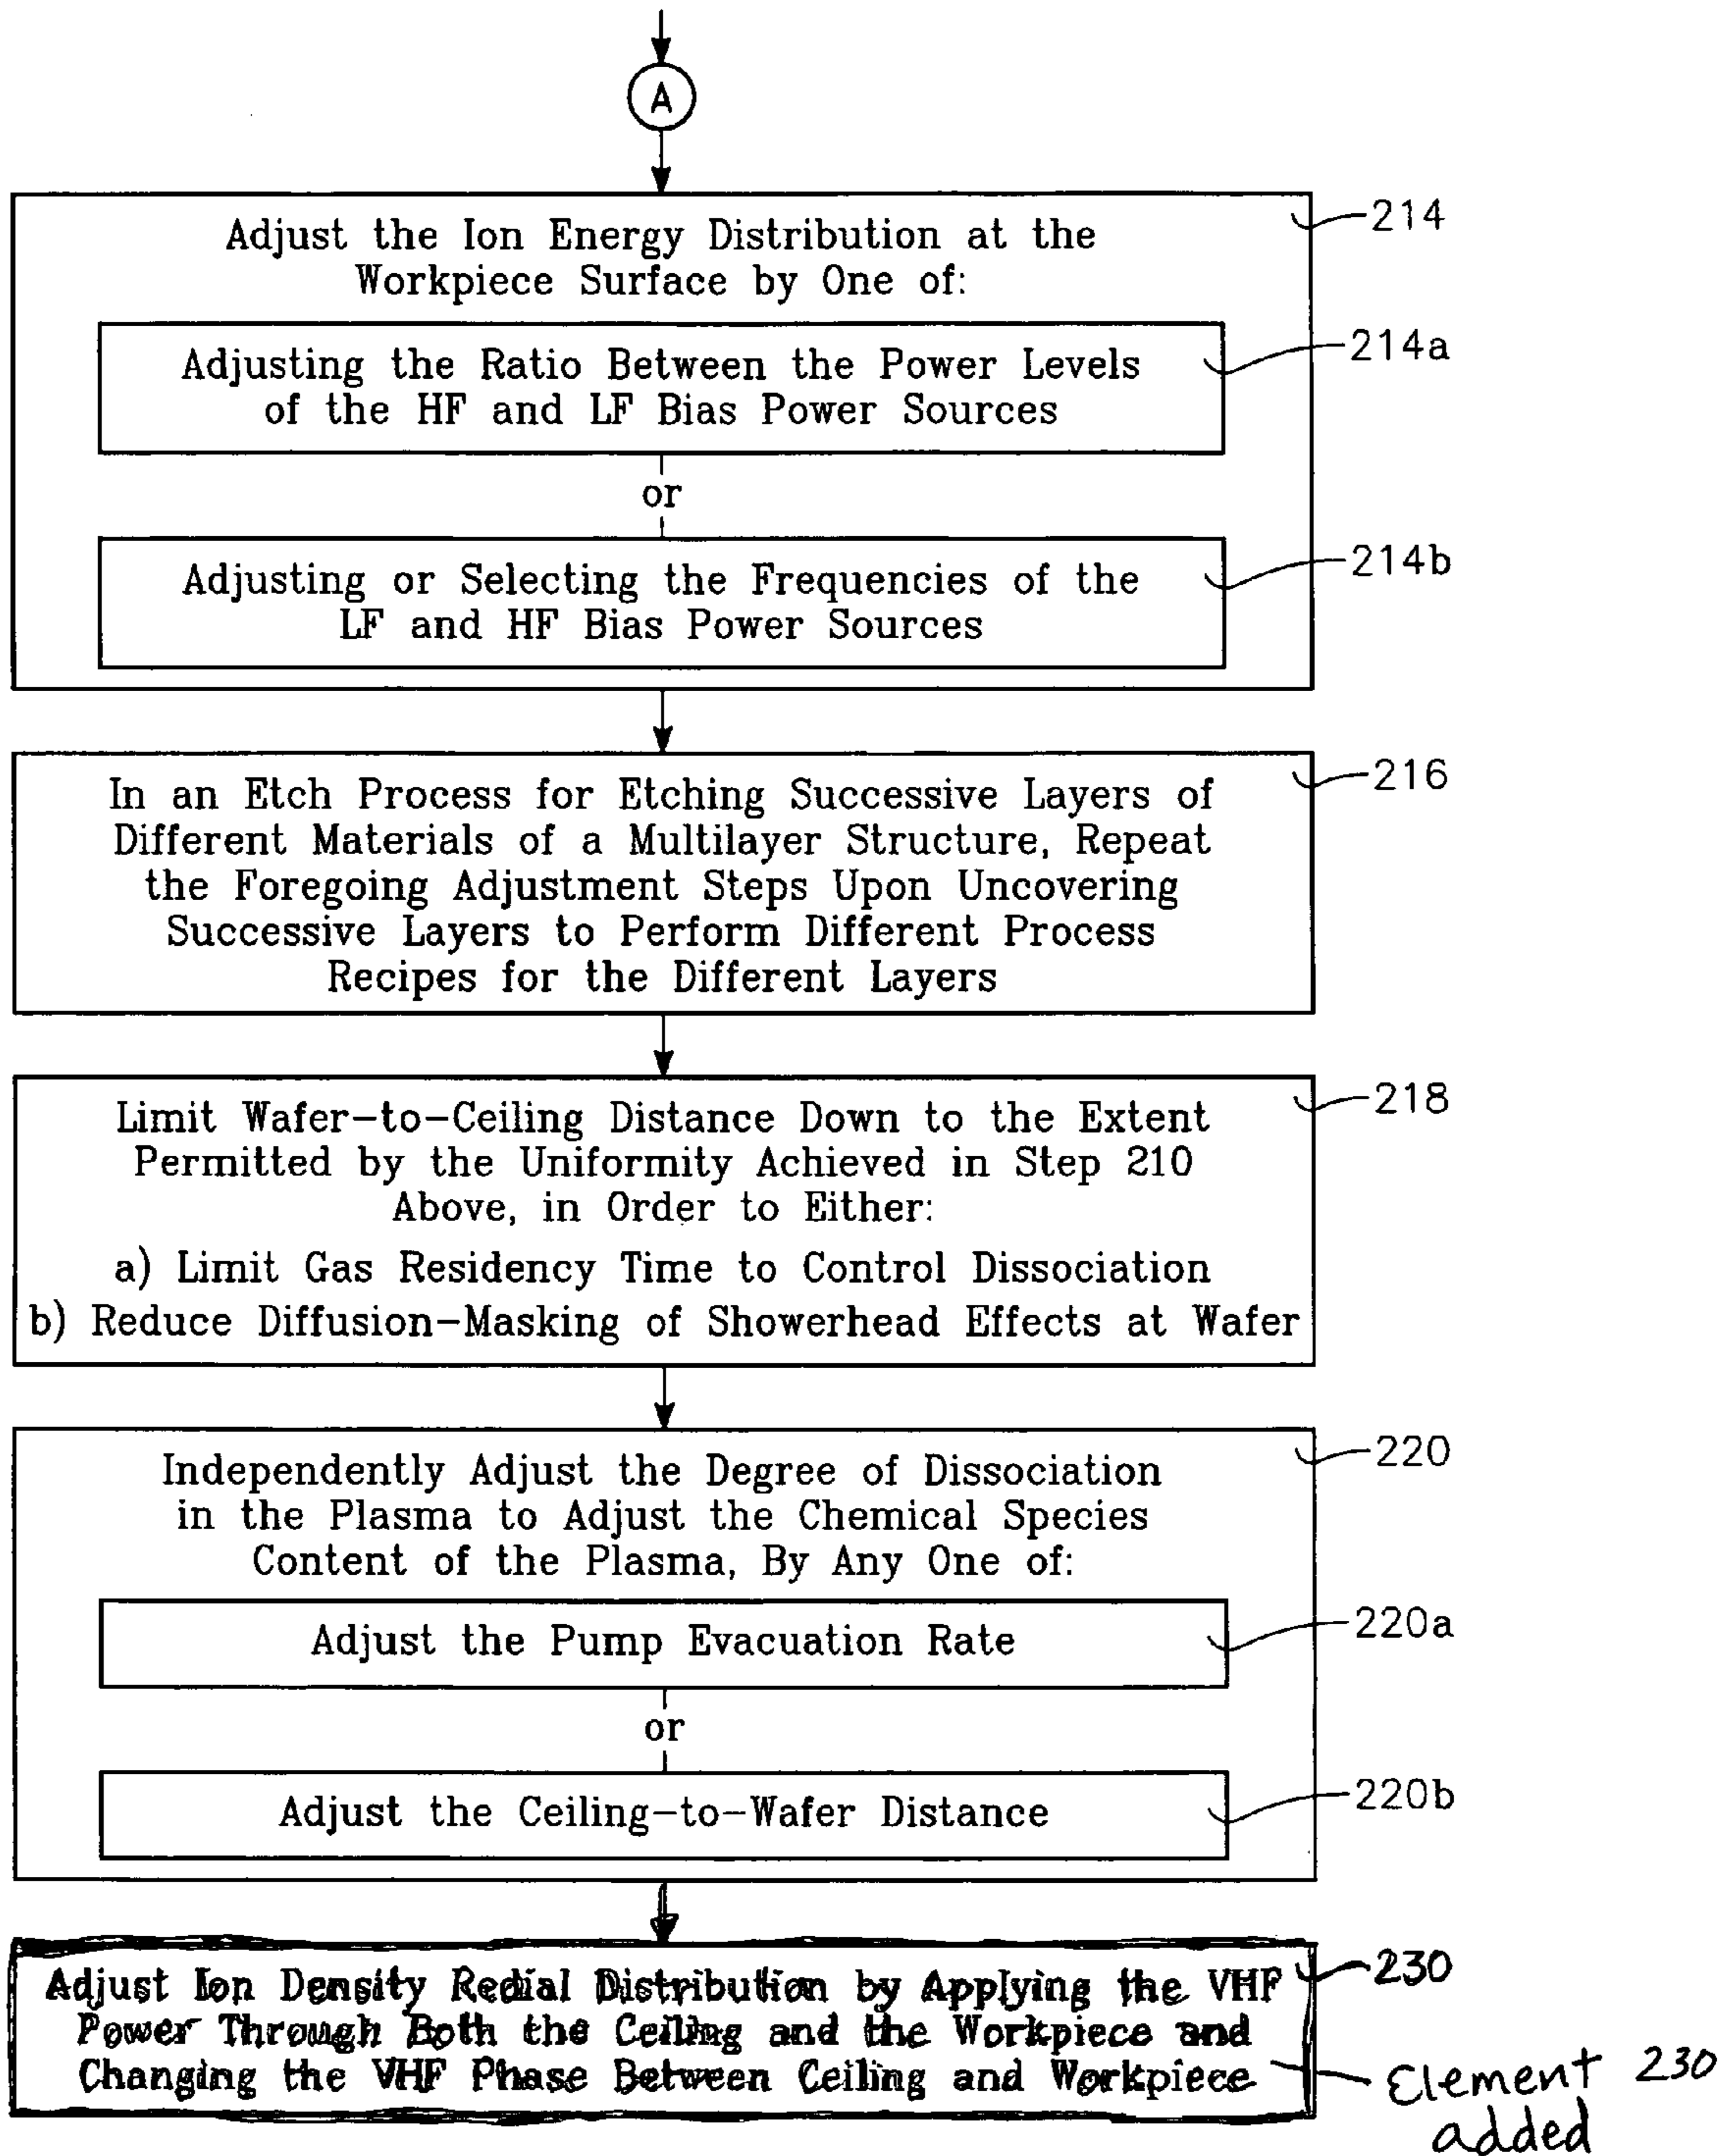 A
214
Adjust the Ion Energy Distribution at the
Workpiece Surface by One of:
214a
Adjusting the Ratio Between the Power Levels
of the HF and LF Bias Power Sources
or
214b
Adjusting or Selecting the Frequencies of the
LF and HF Bias Power Sources
216
In an Etch Process for Etching Successive Layers of
Different Materials of a Multilayer Structure, Repeat
the Foregoing Adjustment Steps Upon Uncovering
Successive Layers to Perform Different Process
Recipes for the Different Layers
218
Limit Wafer-to-Ceiling Distance Down to the Extent
Permitted by the Uniformity Achieved in Step 210
Above, in Order to Either:
a) Limit Gas Residency Time to Control Dissociation
b) Reduce Diffusion-Masking of Showerhead Effects at Wafer
220
Independently Adjust the Degree of Dissociation
in the Plasma to Adjust the Chemical Species
Content of the Plasma, By Any One of:
220a
Adjust the Pump Evacuation Rate
or
220b
Adjust the Ceiling-to-Wafer Distance
230
Adjust Ion Density Radial Distribution by Applying the VHF
Power Through Both the Ceiling and the Workpiece and
Changing the VHF Phase Between Ceiling and Workpiece
Element 230
added